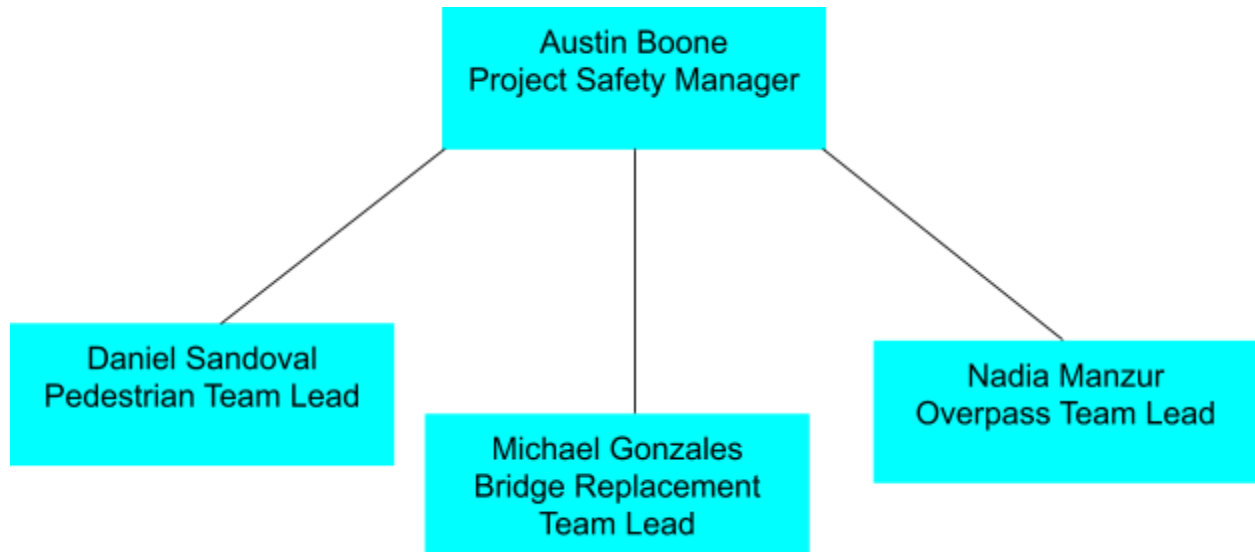 Austin Boone
Project Safety Manager
Daniel Sandoval
Pedestrian Team Lead
Michael Gonzales
Bridge Replacement
Team Lead
Nadia Manzur
Overpass Team Lead